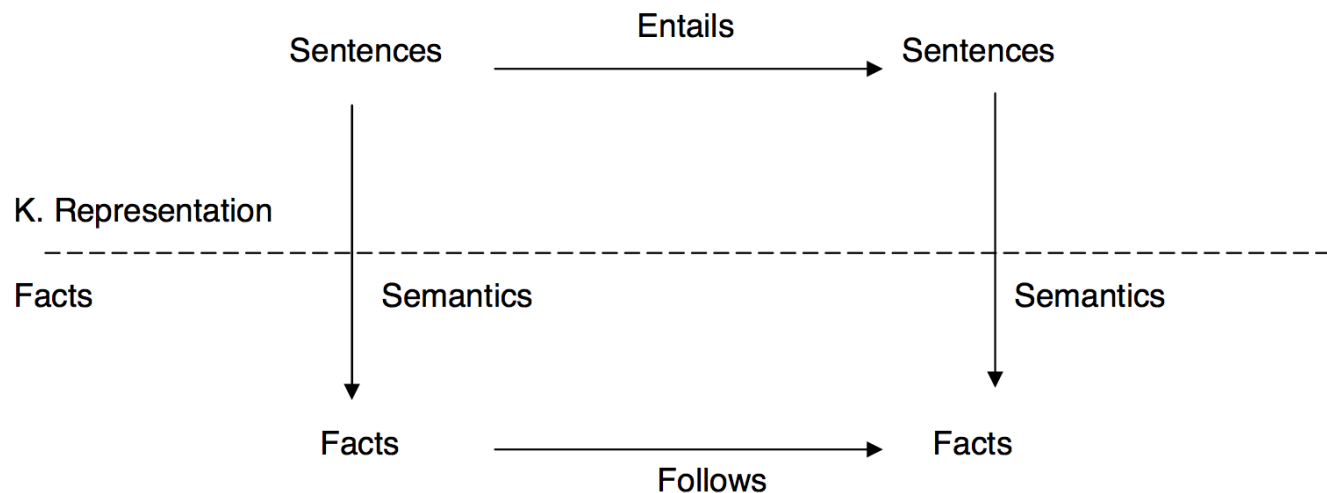 Entails
Sentences
Sentences
K. Representation
Facts
Semantics
Semantics
Facts
Facts
Follows